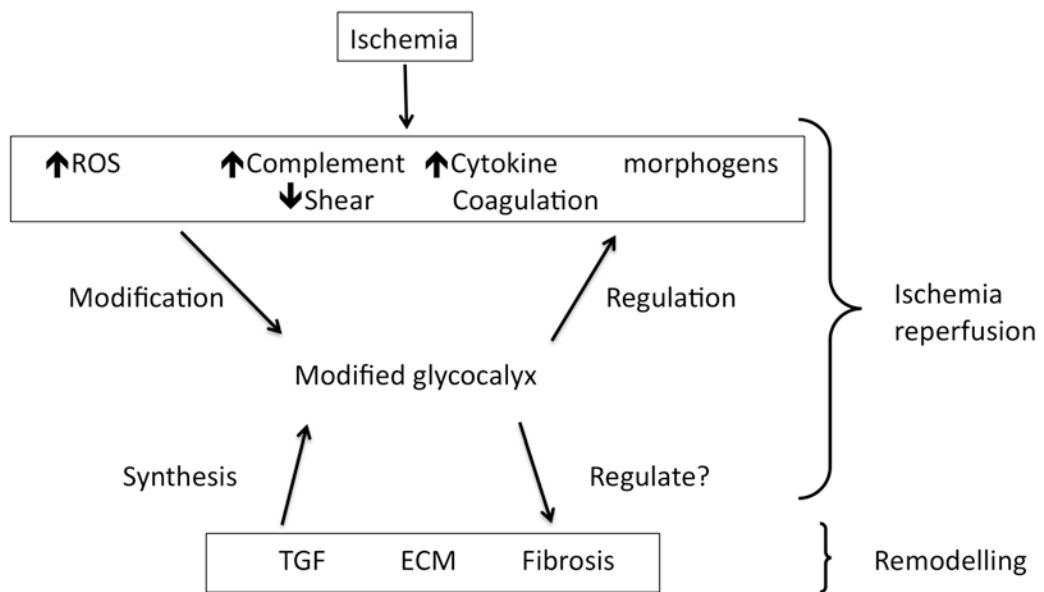 Ischemia
↑ROS ↑Complement ↑Cytokine morphogens
↓Shear Coagulation
Modification Regulation
Ischemia
reperfusion
Modified glycocalyx
Synthesis Regulate?
TGF ECM Fibrosis
Remodelling